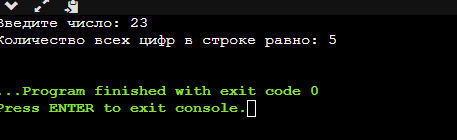 Введите число: 23
Количество всех цифр в строке равно: 5
...Program finished with exit code 0
Press ENTER to exit console.